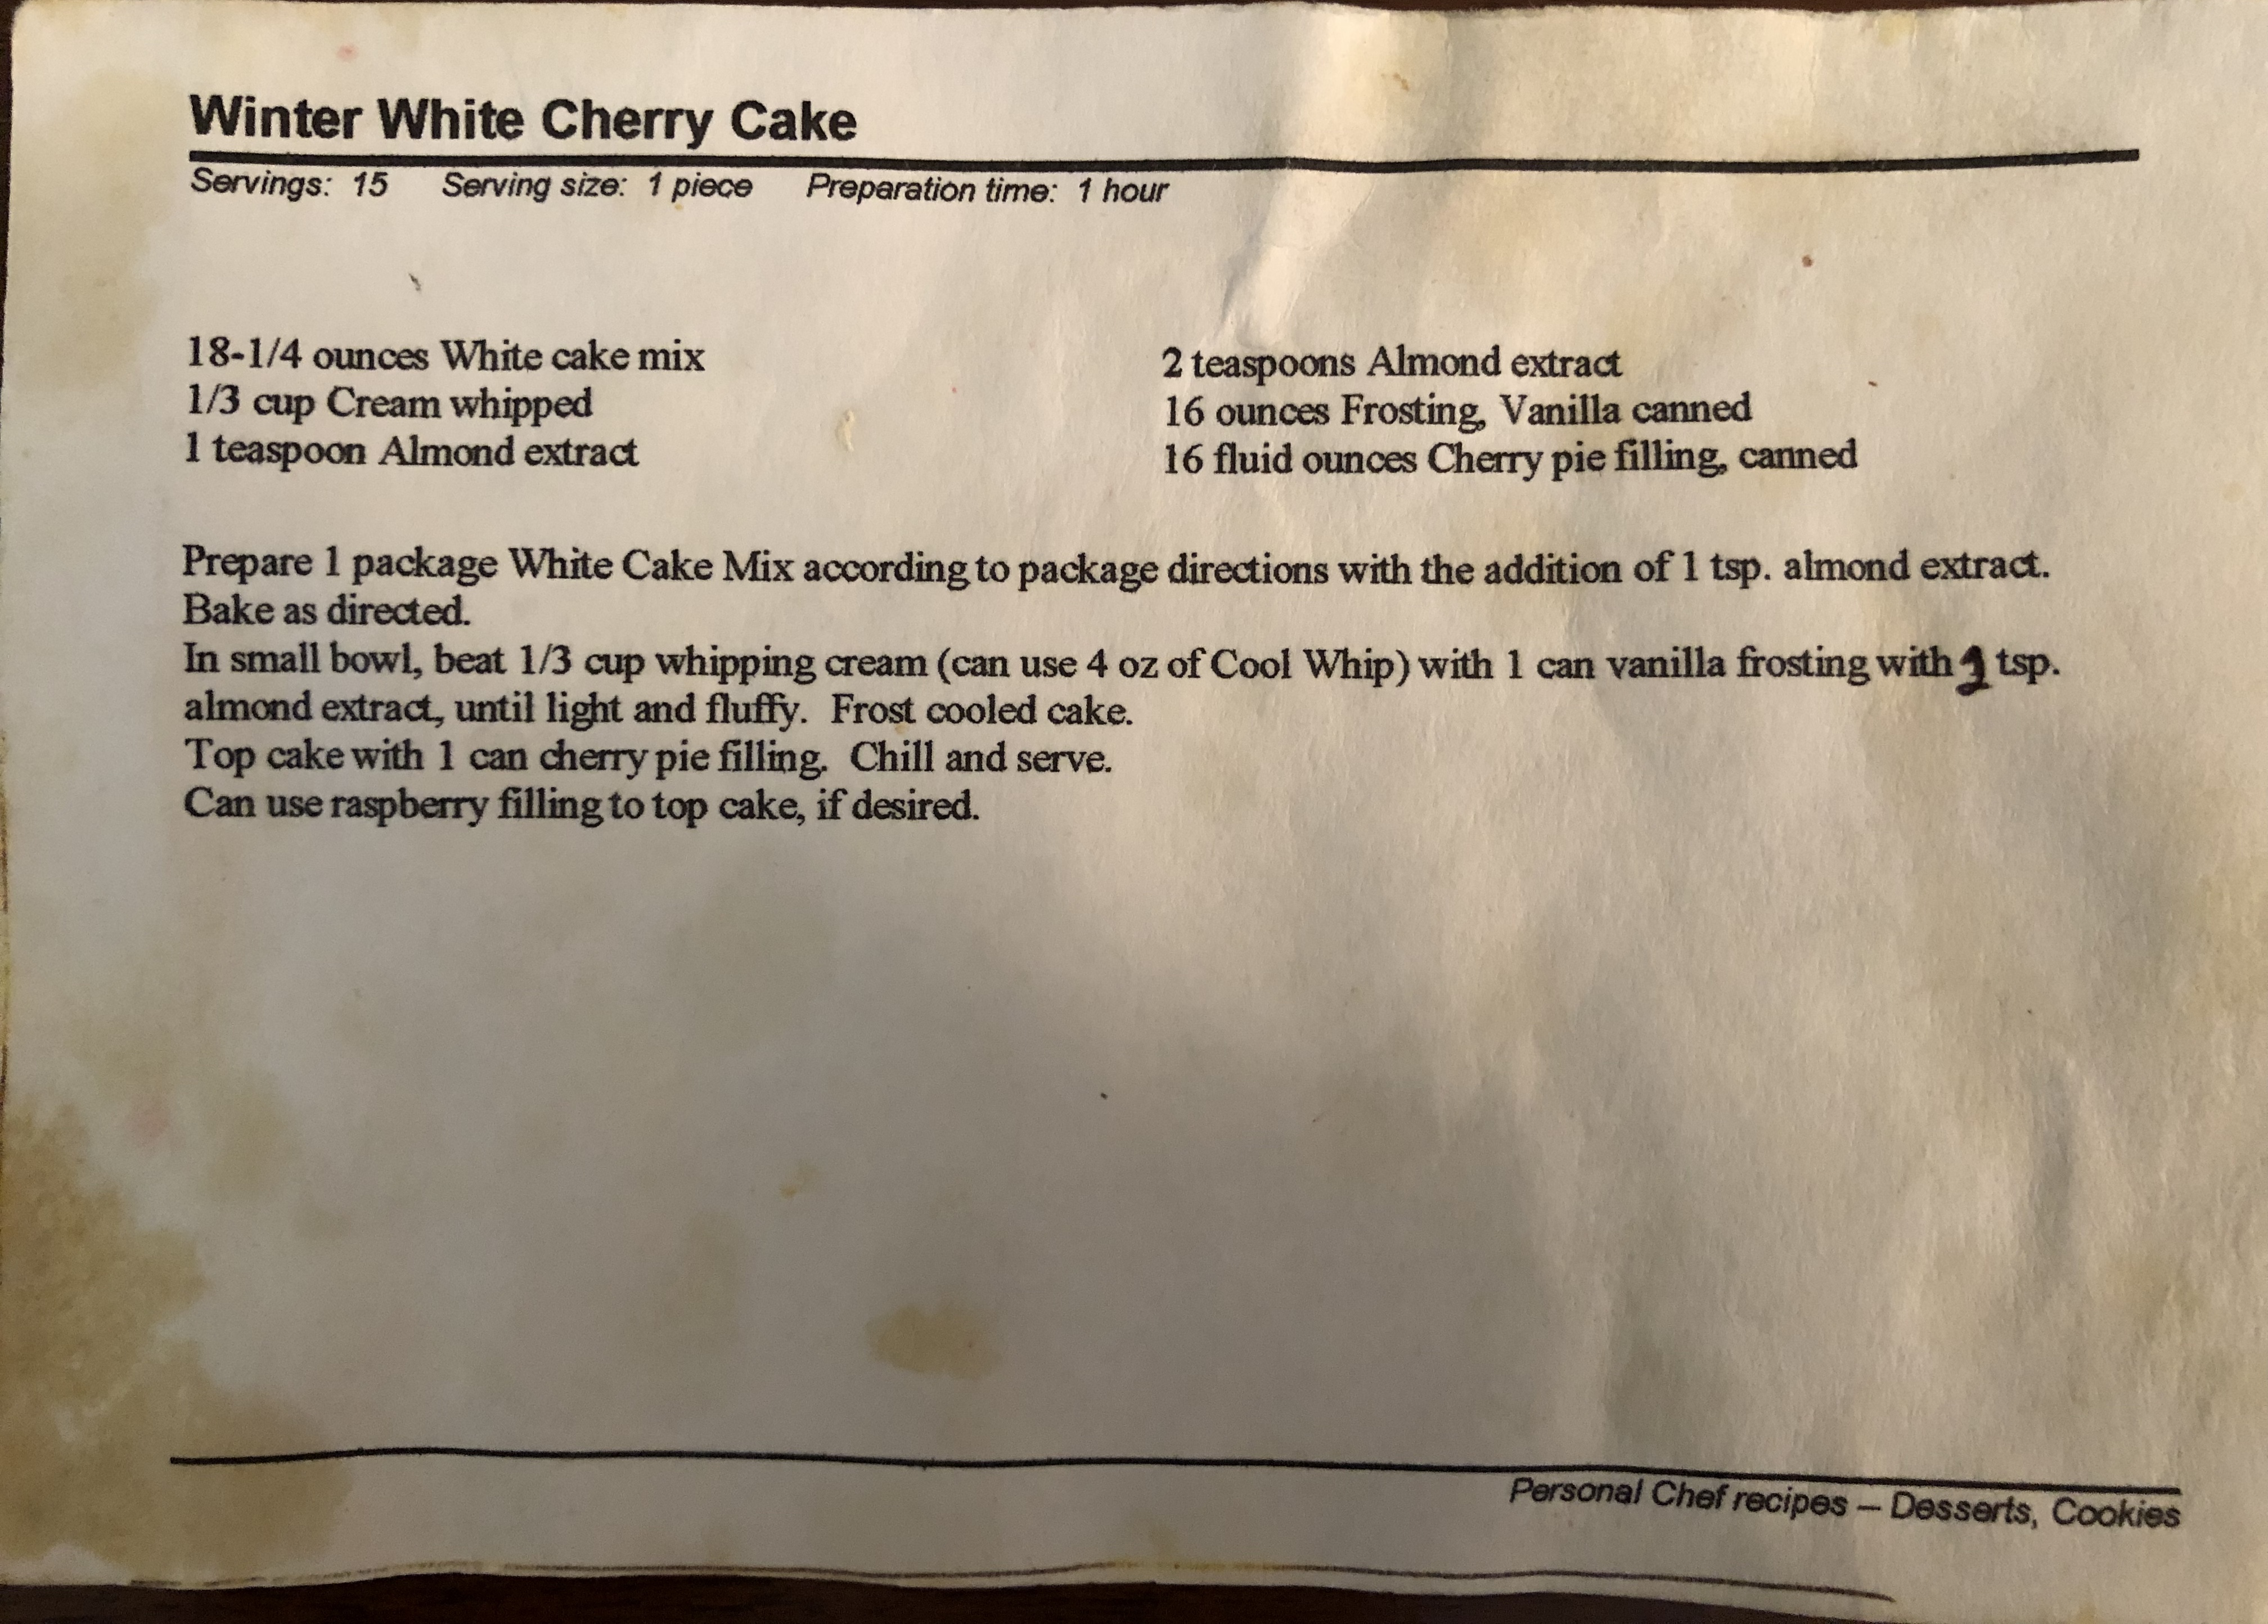 Winter White Cherry Cake
Servings: 15 Serving size: 1 piece Preparation time: 1 hour
18-1/4 ounces White cake mix
1/3 cup Cream whipped
1 teaspoon Almond extract
2 teaspoons Almond extract
16 ounces Frosting, Vanilla canned
16 fluid ounces Cherry pie filling, canned
Prepare 1 package White Cake Mix according to package directions with the addition of 1 tsp. almond extract.
Bake as directed.
In small bowl, beat 1/3 cup whipping cream (can use 4 oz of Cool Whip) with 1 can vanilla frosting with tsp.
almond extract, until light and fluffy. Frost cooled cake.
Top cake with 1 can cherry pie filling. Chill and serve.
Can use raspberry filling to top cake, if desired.
Personal Chef recipes – Desserts, Cookies